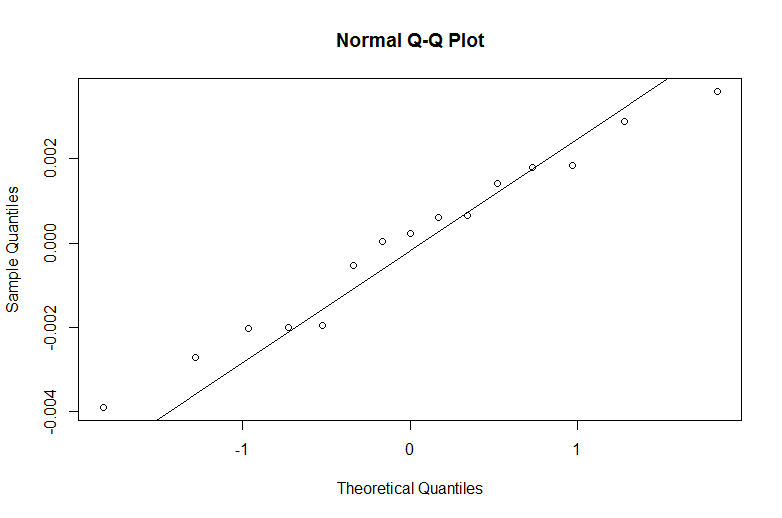 Normal Q-Q Plot
Sample Quantiles
0.002
0.000
-0.002
-0.004
-1
0
1
Theoretical Quantiles